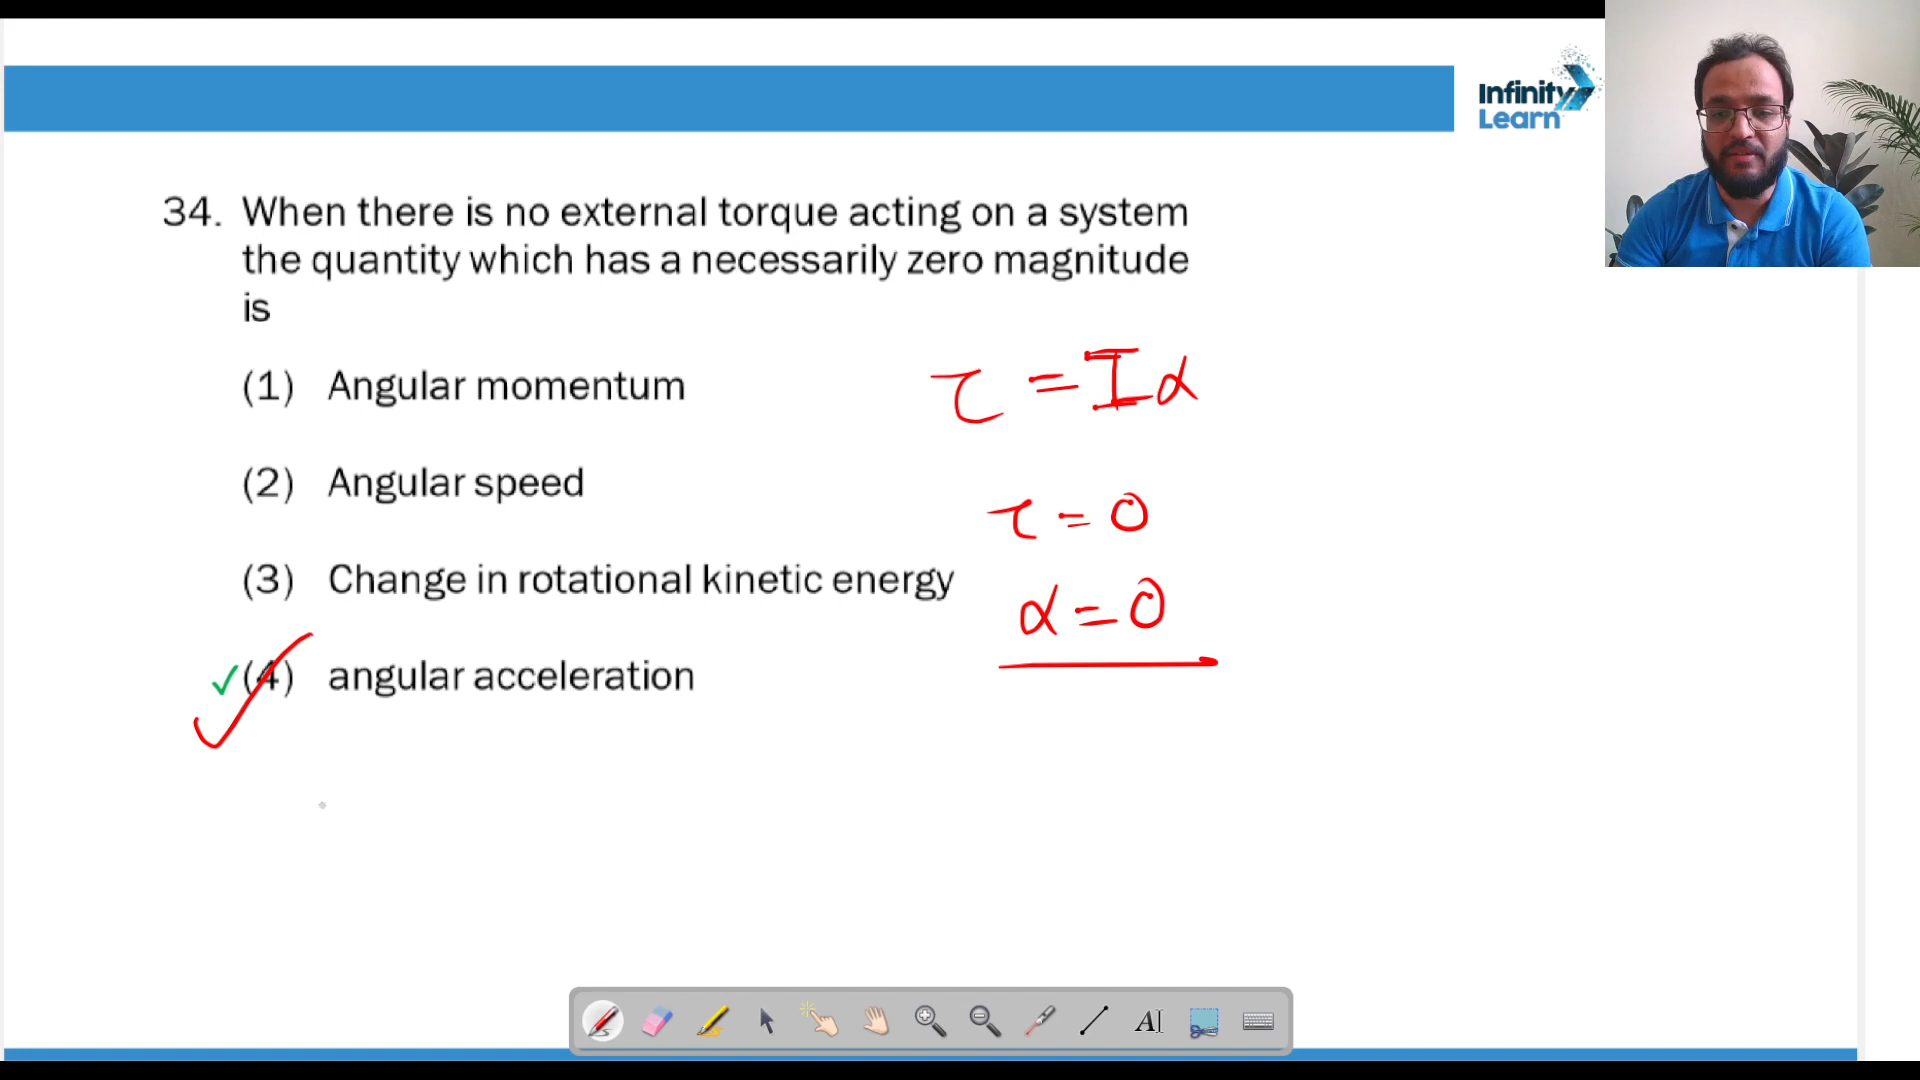 Infinity
Learn
34. When there is no external torque acting on a system
the quantity which has a necessarily zero magnitude
is
(1) Angular momentum
(2) Angular speed
(3) Change in rotational kinetic energy
(4) angular acceleration
τ = Iα
τ = 0
α = 0
AI